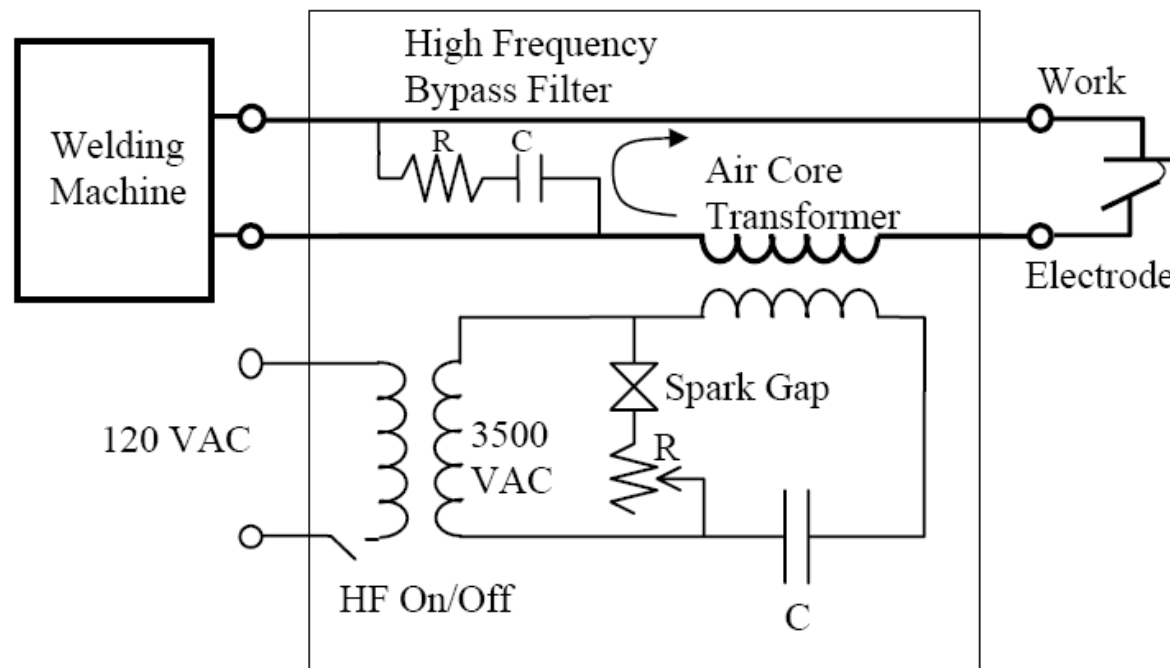 High Frequency
Bypass Filter
Work
Welding
Machine
R
C
Air Core
Transformer
Electrode
120 VAC
3500
VAC
Spark Gap
R
HF On/Off
C